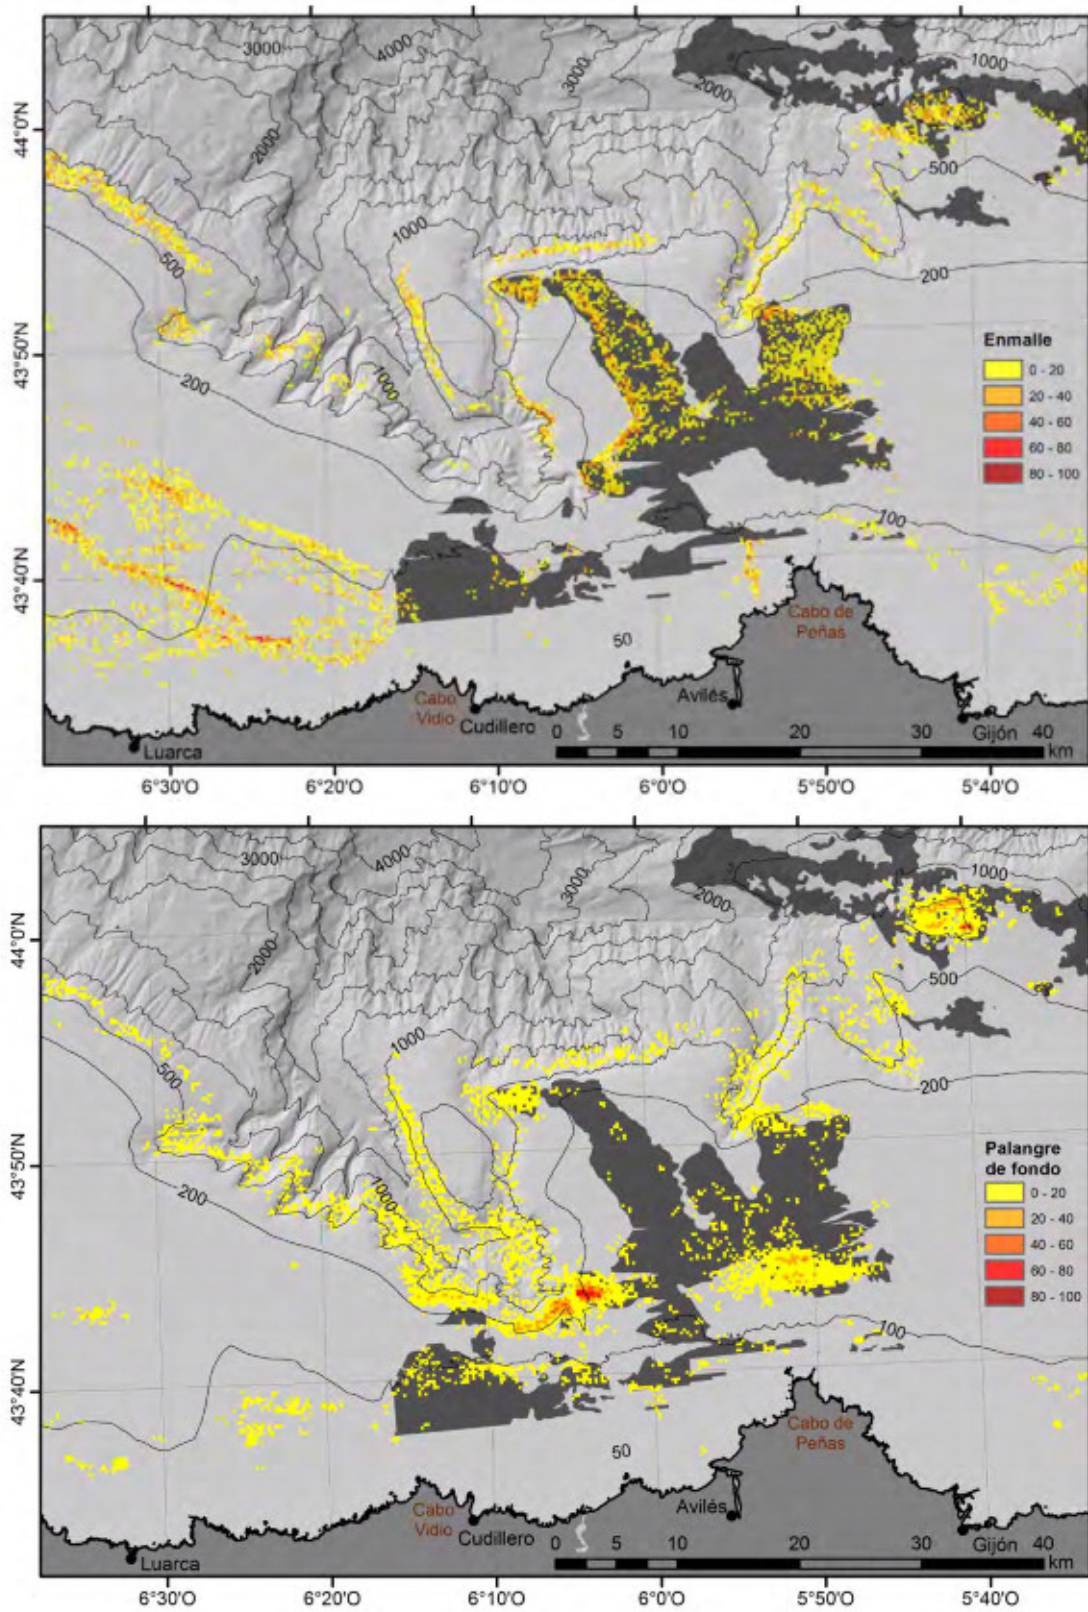 3000
4000
3000
2000
1000
44°0'N
2000
500
1000
500
200
Enmalle
0 - 20
20 - 40
40 - 60
60 - 80
80 - 100
43°50'N
200
1000
100
43°40'N
Cabo de
Peñas
50
Cabo
Vidio
Cudillero
Avilés
Luarca
Gijón
0 5 10 20 30 40
km
6°30'O 6°20'O 6°10'O 6°0'O 5°50'O 5°40'O
3000
4000
3000
2000
1000
44°0'N
2000
500
1000
500
200
Palangre
de fondo
0 - 20
20 - 40
40 - 60
60 - 80
80 - 100
43°50'N
200
1000
100
43°40'N
Cabo de
Peñas
50
Cabo
Vidio
Cudillero
Avilés
Luarca
Gijón
0 5 10 20 30 40
km
6°30'O 6°20'O 6°10'O 6°0'O 5°50'O 5°40'O